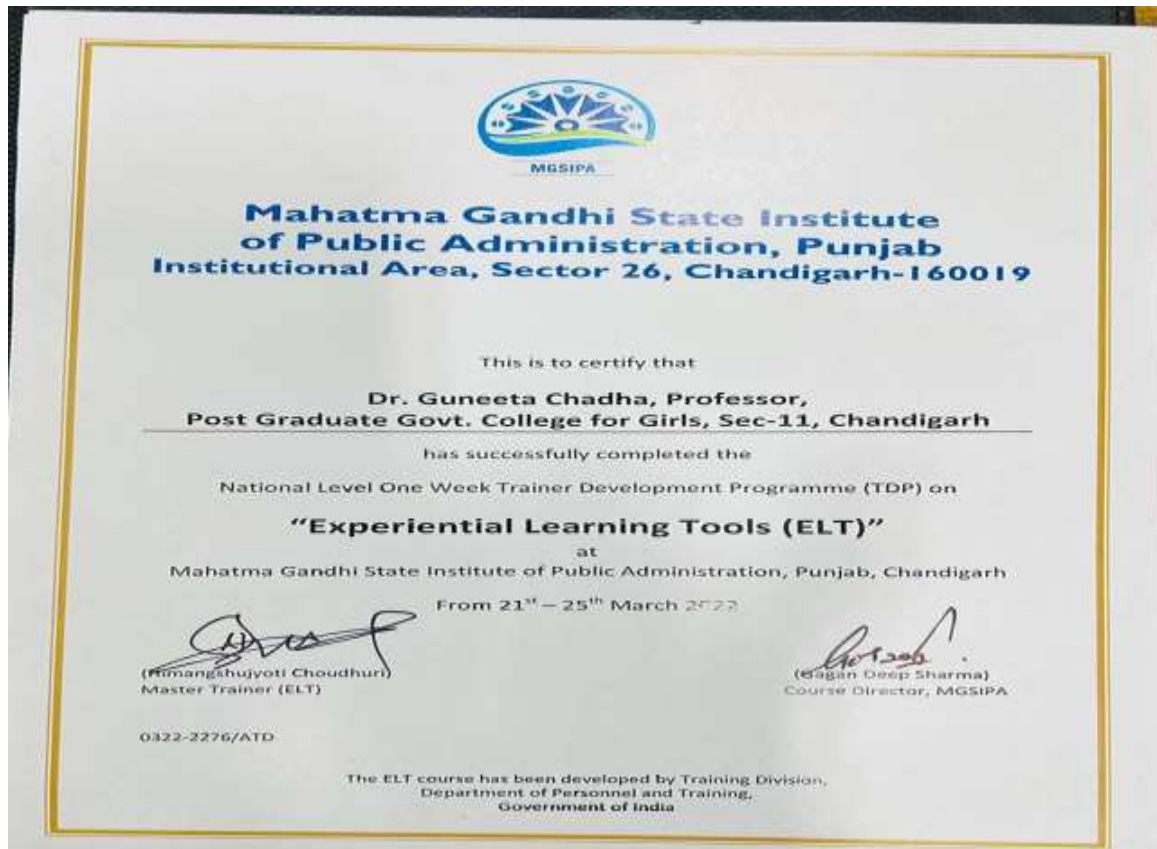 MGSIPA
Mahatma Gandhi State Institute
of Public Administration, Punjab
Institutional Area, Sector 26, Chandigarh-160019
This is to certify that
Dr. Guneeta Chadha, Professor,
Post Graduate Govt. College for Girls, Sec-11, Chandigarh
has successfully completed the
National Level One Week Trainer Development Programme (TDP) on
“Experiential Learning Tools (ELT)”
at
Mahatma Gandhi State Institute of Public Administration, Punjab, Chandigarh
From 21st – 25th March 2022
(Himangshujyoti Choudhuri)
Master Trainer (ELT)
(Gagan Deep Sharma)
Course Director, MGSIPA
0322-2276/ATD
The ELT course has been developed by Training Division,
Department of Personnel and Training,
Government of India